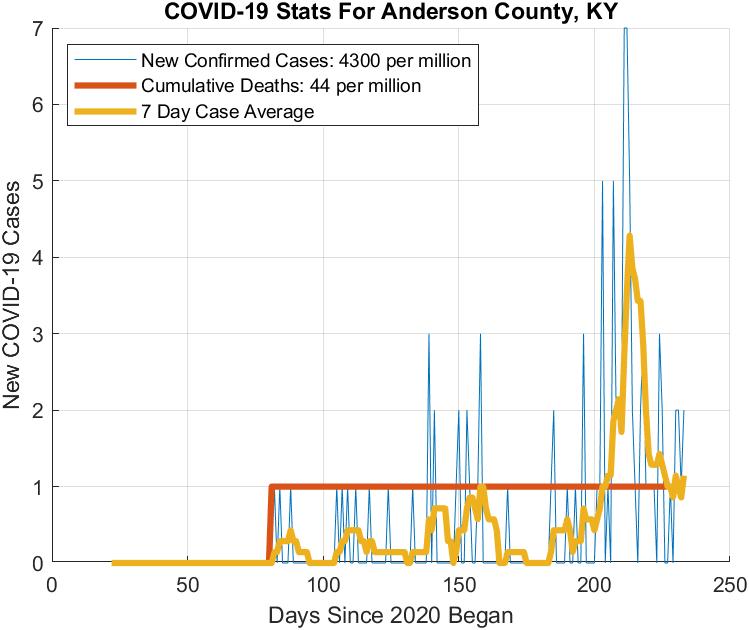 COVID-19 Stats For Anderson County, KY
New Confirmed Cases: 4300 per million
Cumulative Deaths: 44 per million
7 Day Case Average
New COVID-19 Cases
7
6
5
4
3
2
1
0
0 50 100 150 200 250
Days Since 2020 Began